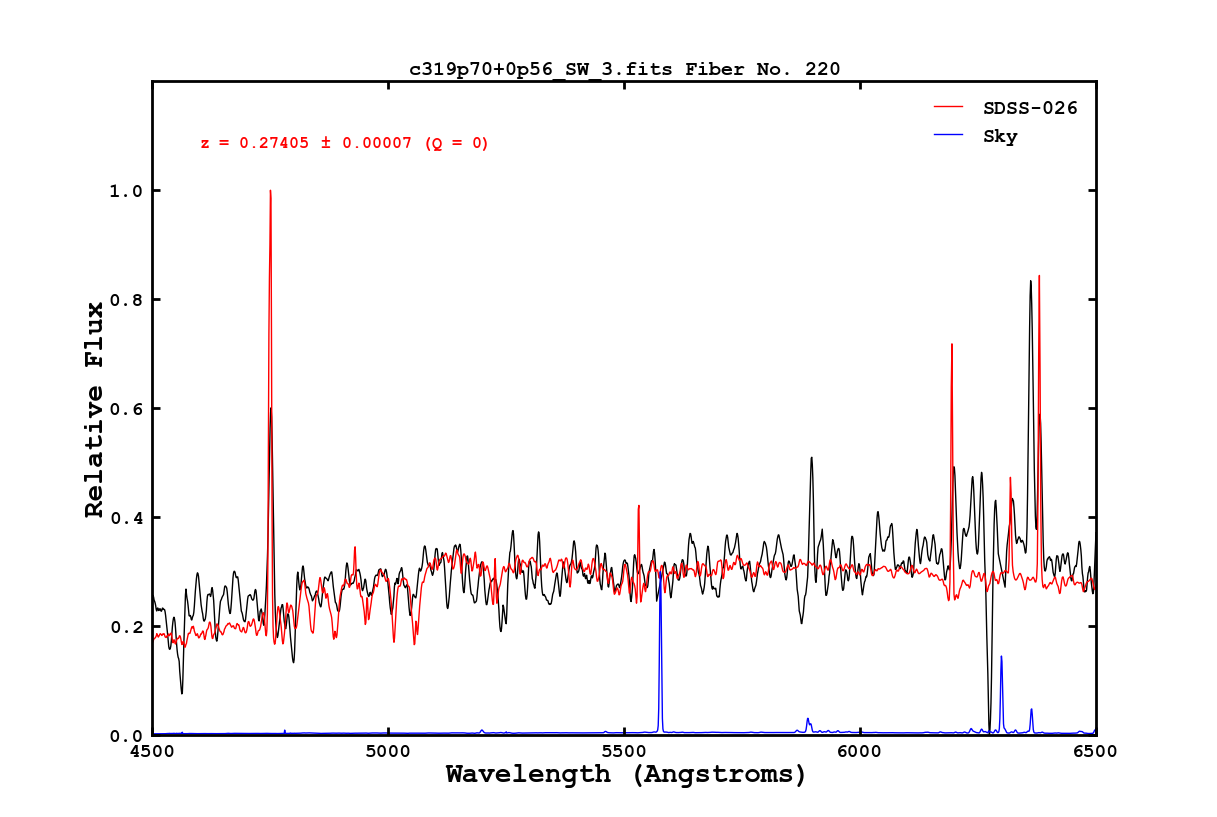 c319p70+0p56_SW_3.fits Fiber No. 220
SDSS-026
Sky
z = 0.27405 ± 0.00007 (Q = 0)
1.0
0.8
0.6
0.4
0.2
0.0
Relative Flux
4500 5000 5500 6000 6500
Wavelength (Angstroms)